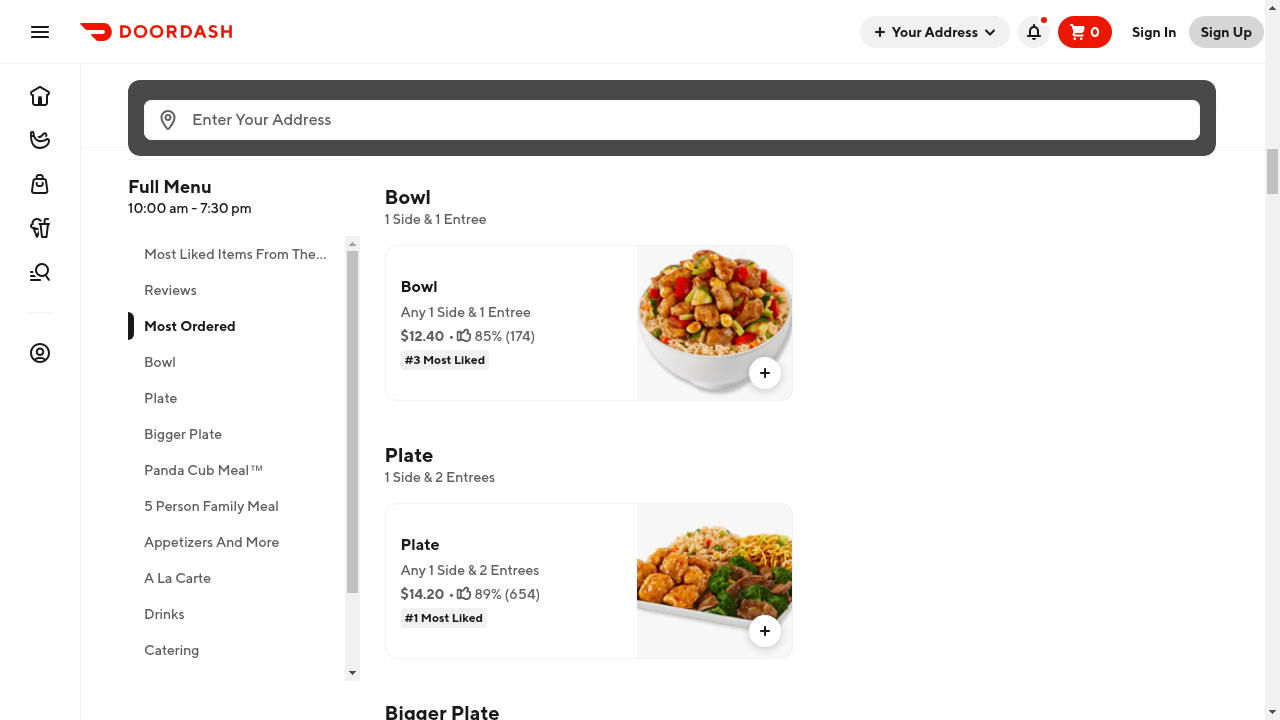 DOORDASH
Your Address
0
Sign In
Sign Up
Enter Your Address
Full Menu
10:00 am - 7:30 pm
Most Liked Items From The...
Reviews
Most Ordered
Bowl
Plate
Bigger Plate
Panda Cub Meal™
5 Person Family Meal
Appetizers And More
A La Carte
Drinks
Catering
Bowl
1 Side & 1 Entree
Bowl
Any 1 Side & 1 Entree
$12.40 • 85% (174)
#3 Most Liked
Plate
1 Side & 2 Entrees
Plate
Any 1 Side & 2 Entrees
$14.20 • 89% (654)
#1 Most Liked
Bigger Plate